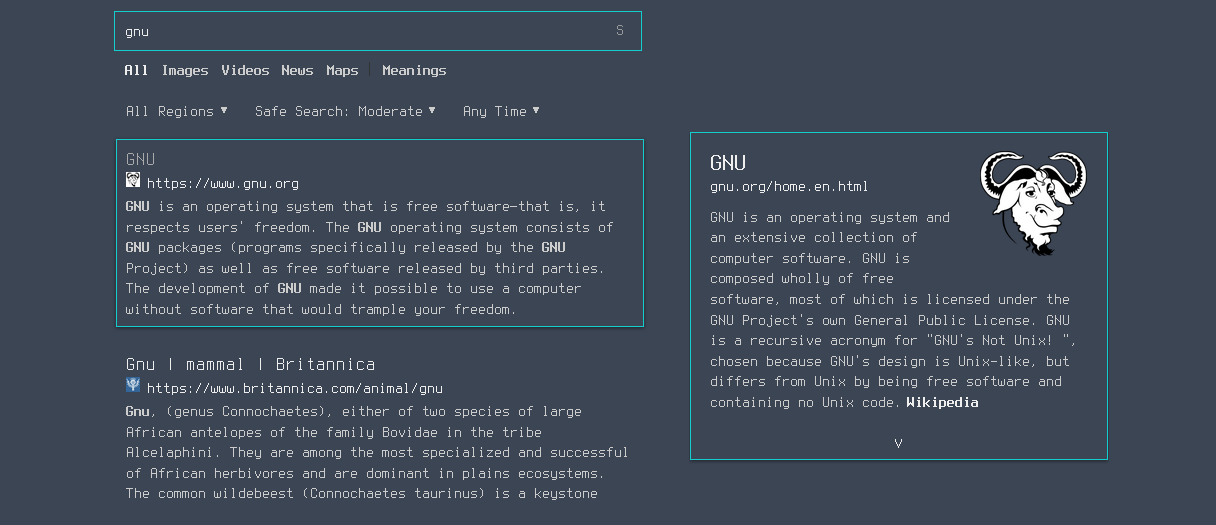 gnu S
All Images Videos News Maps Meanings
All Regions ▼ Safe Search: Moderate ▼ Any Time ▼
GNU
https://www.gnu.org
GNU is an operating system that is free software—that is, it
respects users' freedom. The GNU operating system consists of
GNU packages (programs specifically released by the GNU
Project) as well as free software released by third parties.
The development of GNU made it possible to use a computer
without software that would trample your freedom.
Gnu | mammal | Britannica
https://www.britannica.com/animal/gnu
Gnu, (genus Connochaetes), either of two species of large
African antelopes of the family Bovidae in the tribe
Alcelaphini. They are among the most specialized and successful
of African herbivores and are dominant in plains ecosystems.
The common wildebeest (Connochaetes taurinus) is a keystone
GNU
gnu.org/home.en.html
GNU is an operating system and
an extensive collection of
computer software. GNU is
composed wholly of free
software, most of which is licensed under the
GNU Project's own General Public License. GNU
is a recursive acronym for "GNU's Not Unix! ",
chosen because GNU's design is Unix-like, but
differs from Unix by being free software and
containing no Unix code. Wikipedia
V